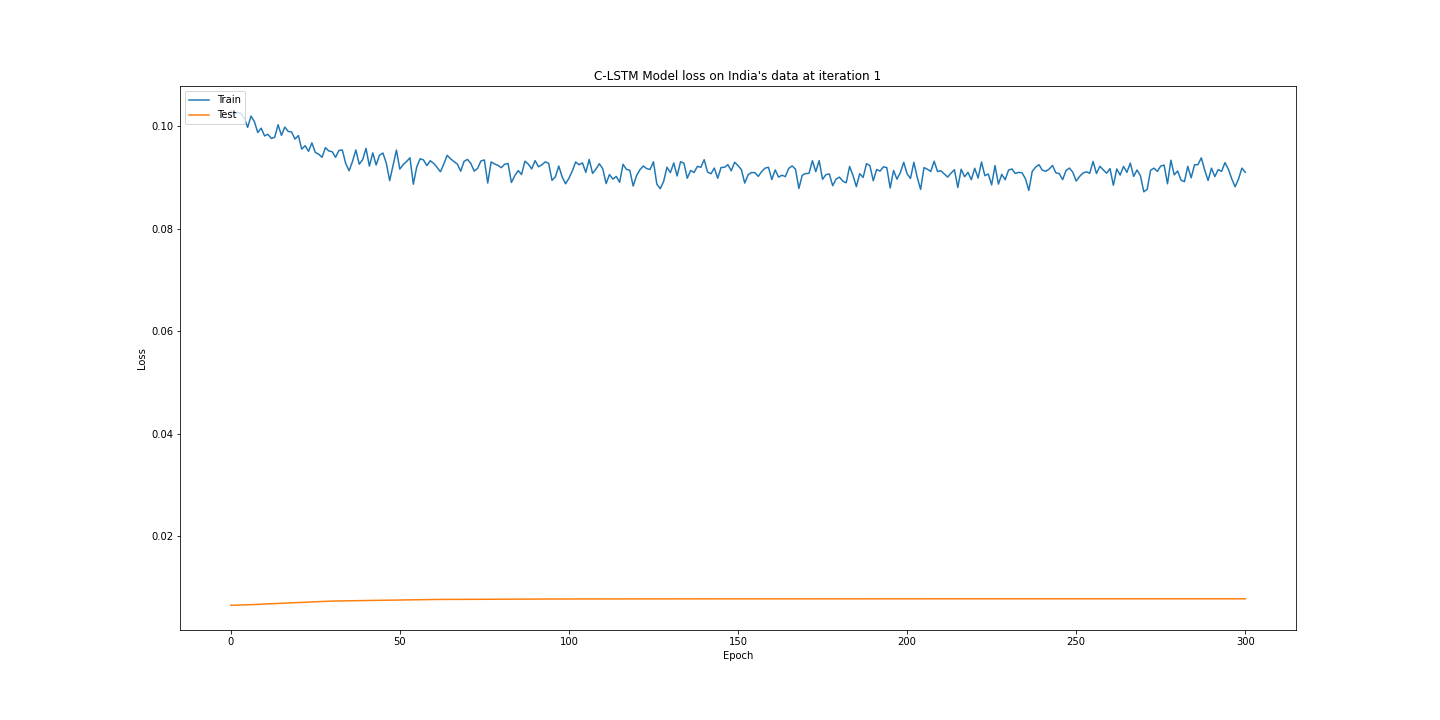 C-LSTM Model loss on India's data at iteration 1
Train
Test
0.10
0.08
0.06
0.04
0.02
Loss
0 50 100 150 200 250 300
Epoch